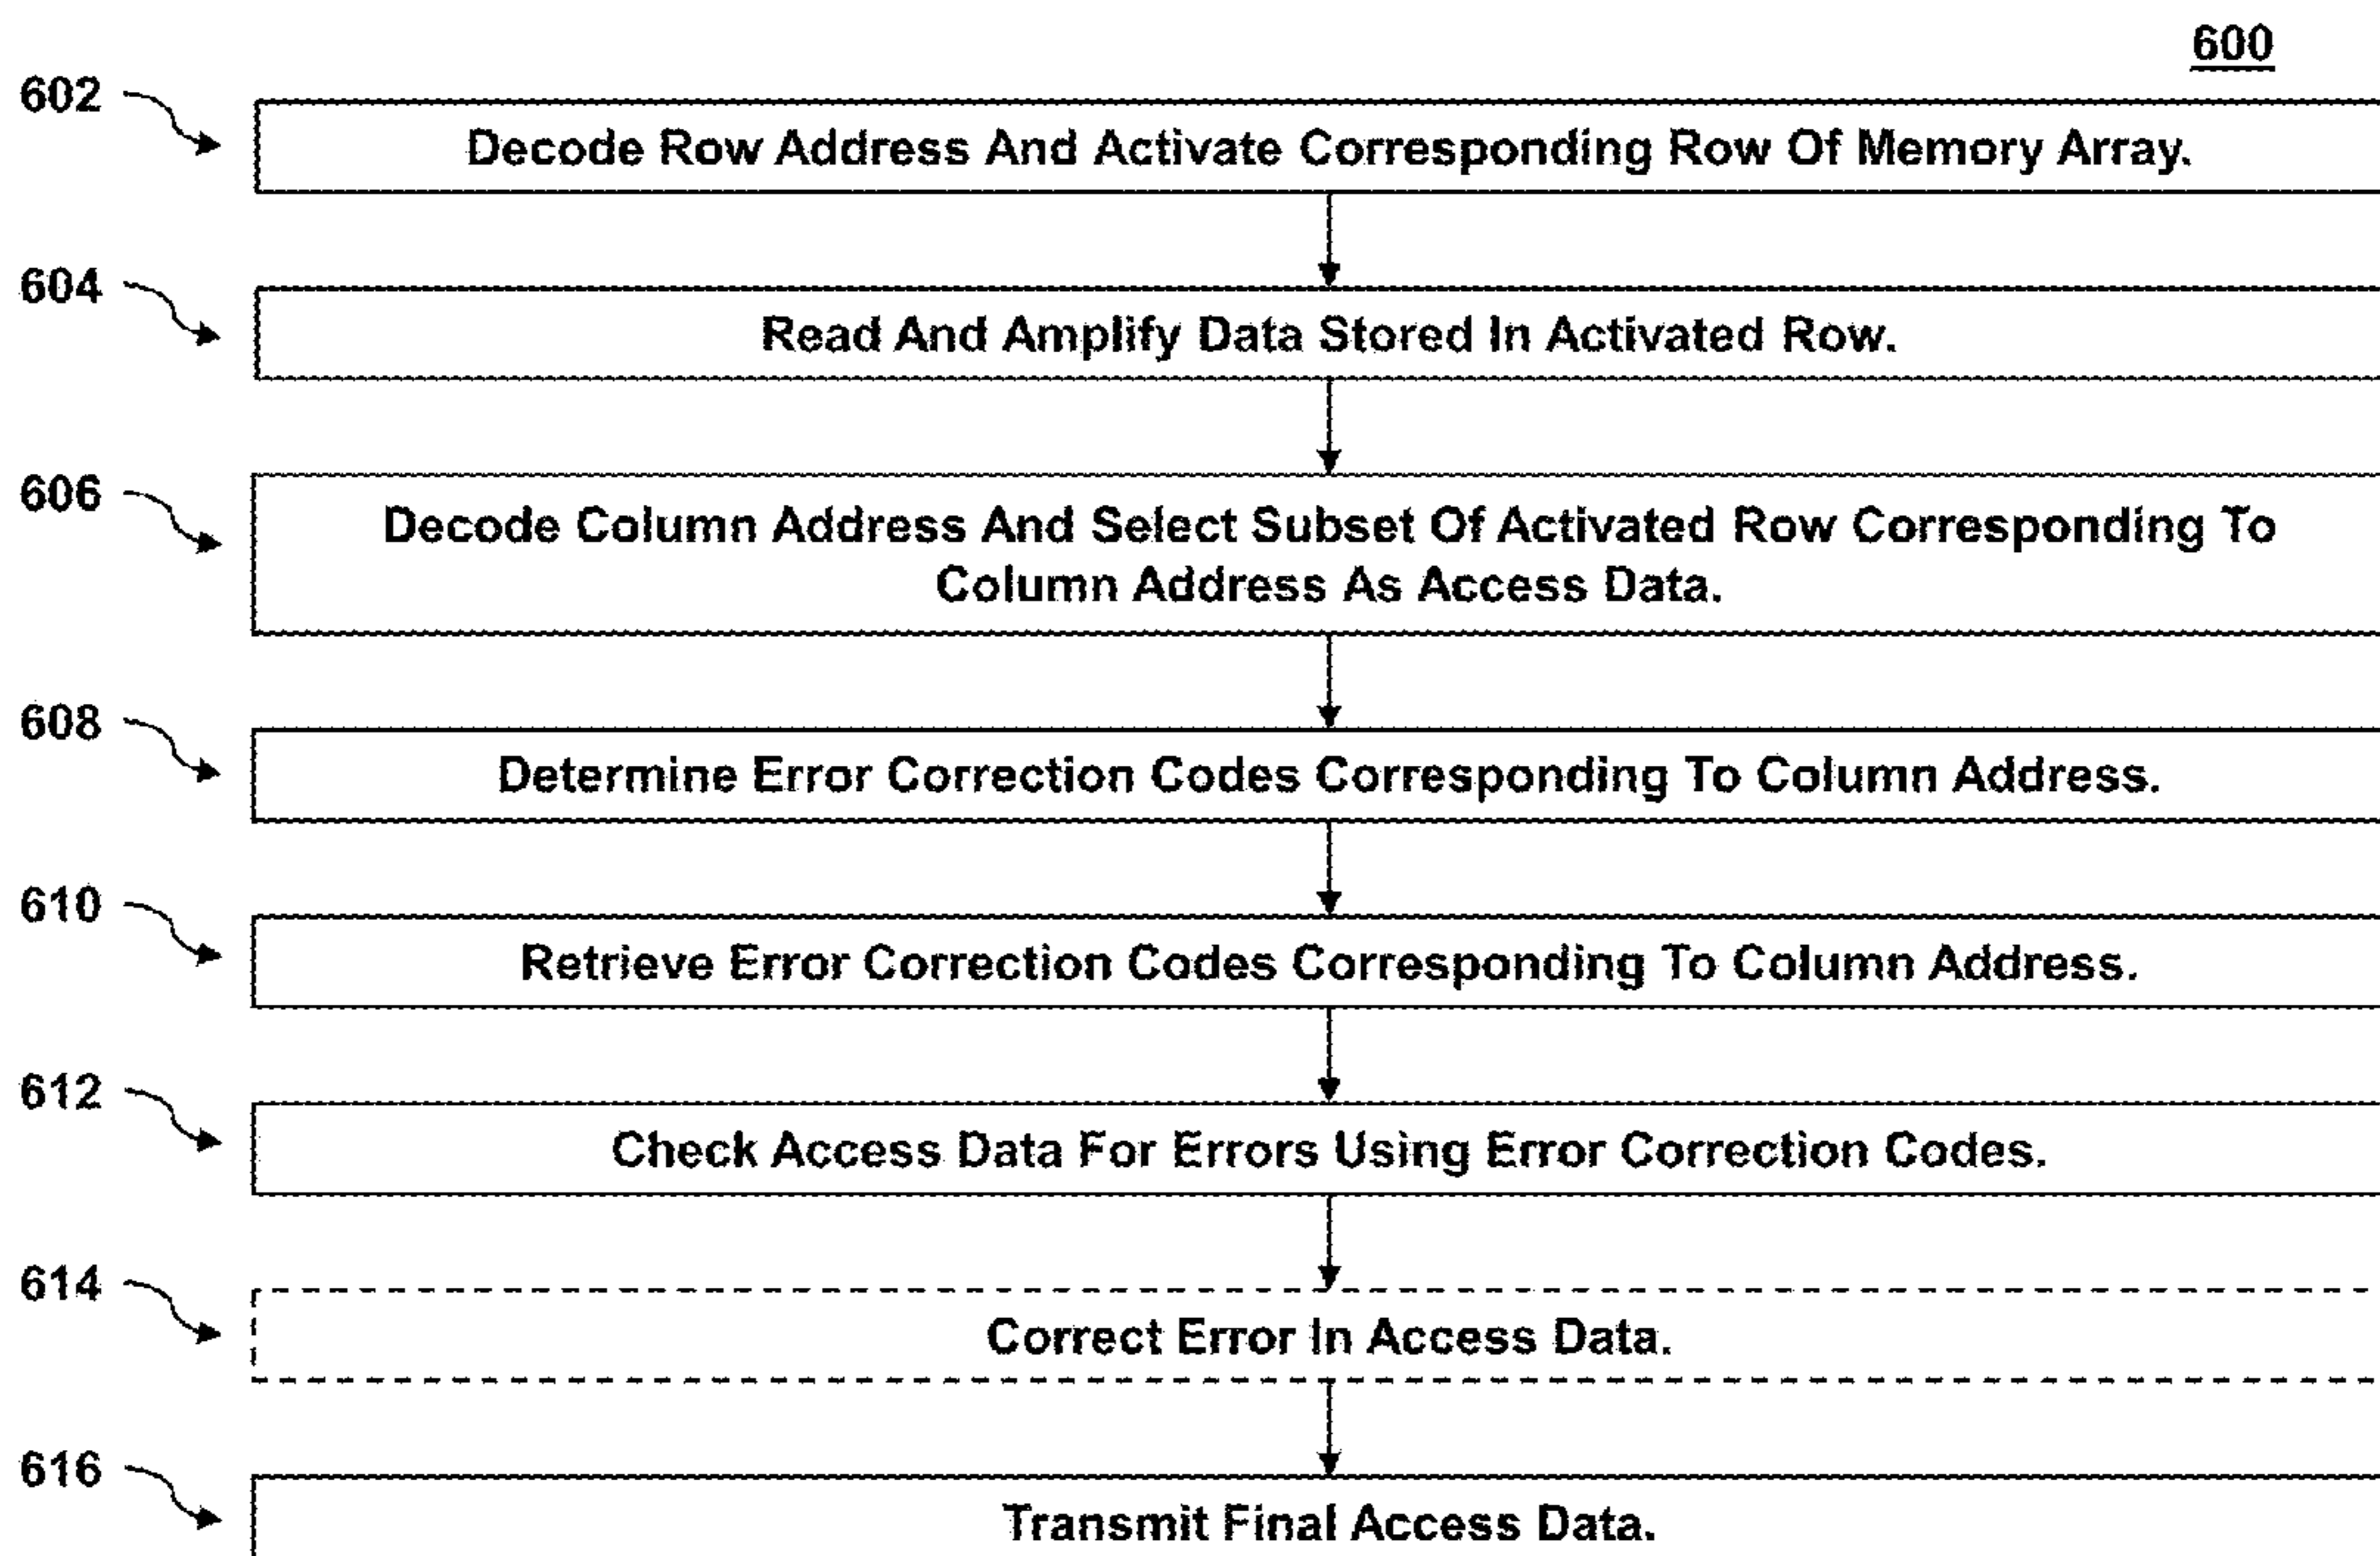 600
602
Decode Row Address And Activate Corresponding Row Of Memory Array.
604
Read And Amplify Data Stored In Activated Row.
606
Decode Column Address And Select Subset Of Activated Row Corresponding To
Column Address As Access Data.
608
Determine Error Correction Codes Corresponding To Column Address.
610
Retrieve Error Correction Codes Corresponding To Column Address.
612
Check Access Data For Errors Using Error Correction Codes.
614
Correct Error In Access Data.
616
Transmit Final Access Data.